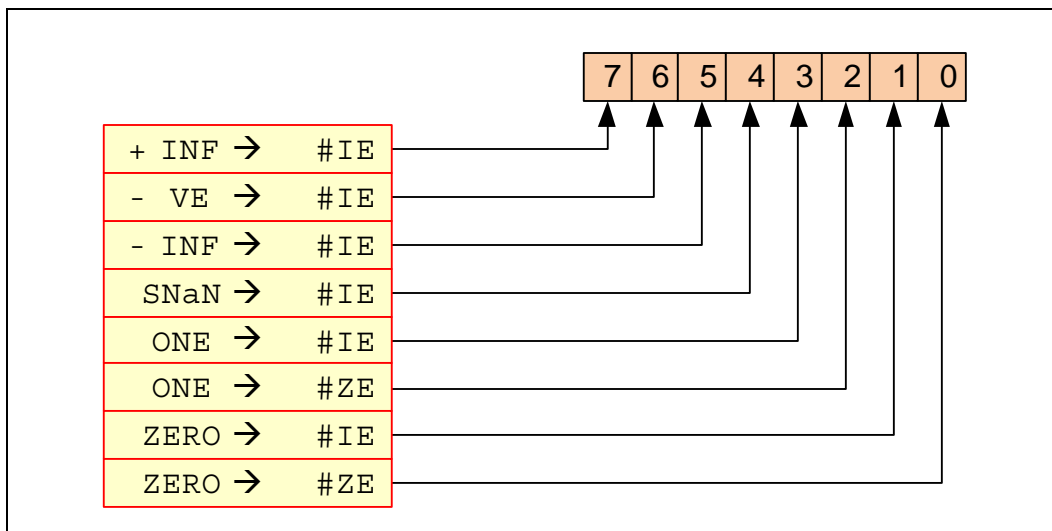 7 6 5 4 3 2 1 0
+ INF → #IE
- VE → #IE
- INF → #IE
SNaN → #IE
ONE → #IE
ONE → #ZE
ZERO → #IE
ZERO → #ZE